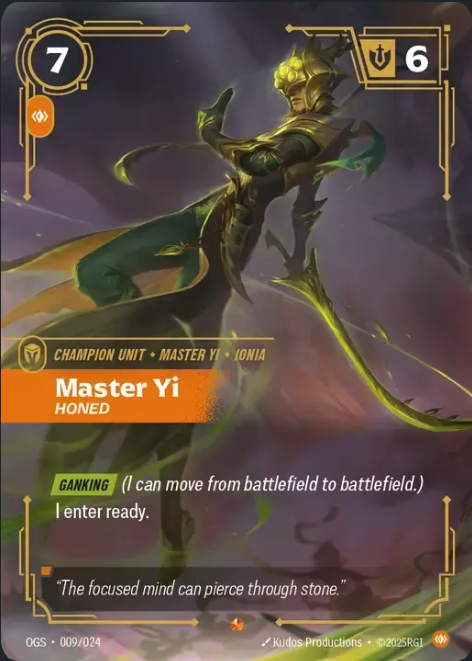 7
6
CHAMPION UNIT • MASTER YI • IONIA
Master Yi
HONED
GANKING (I can move from battlefield to battlefield.)
I enter ready.
“The focused mind can pierce through stone.”
OGS • 009/024
Kudos Productions • ©2025RGI